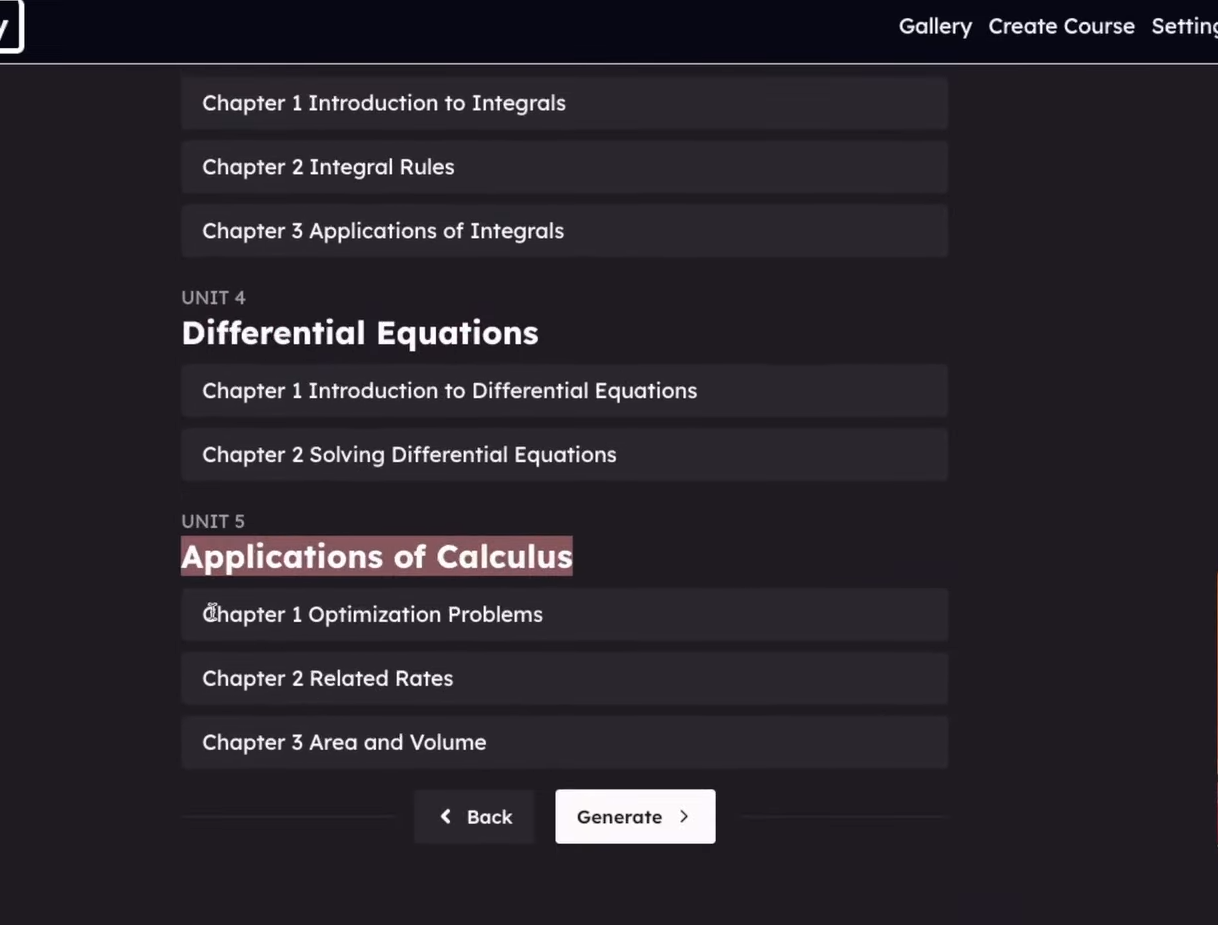 y
Gallery Create Course Setting
Chapter 1 Introduction to Integrals
Chapter 2 Integral Rules
Chapter 3 Applications of Integrals
UNIT 4
Differential Equations
Chapter 1 Introduction to Differential Equations
Chapter 2 Solving Differential Equations
UNIT 5
Applications of Calculus
Chapter 1 Optimization Problems
Chapter 2 Related Rates
Chapter 3 Area and Volume
Back Generate